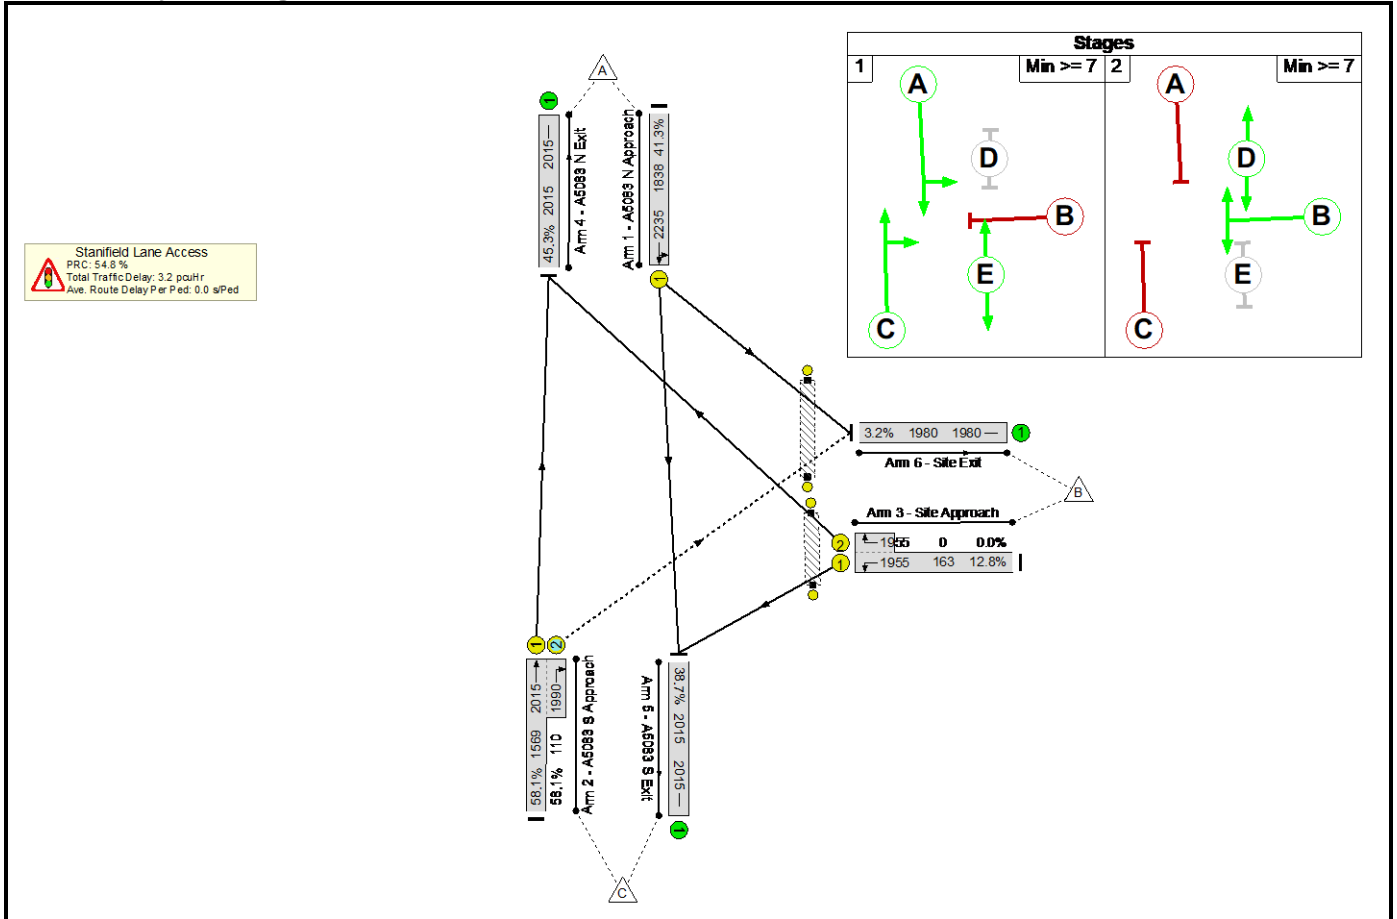 Stages
1
Min >= 7
2
Min >= 7
A
D
B
E
C
A
D
B
E
C
A
1
45.3% 2015 2015
Arm 4 - A5083 N Exit
Arm 1 - A5083 N Approach
2235 1838 41.3%
1
Stanifield Lane Access
PRC: 54.8 %
Total Traffic Delay: 3.2 pcuHr
Ave. Route Delay Per Ped: 0.0 s/Ped
3.2% 1980 1980
1
Arm 6 - Site Exit
B
Arm 3 - Site Approach
2
1955 0 0.0%
1
1955 163 12.8%
1
2
58.1% 1569 2015
58.1% 110 1990
Arm 2 - A5083 S Approach
Arm 5 - A5083 S Exit
38.7% 2015 2015
1
C